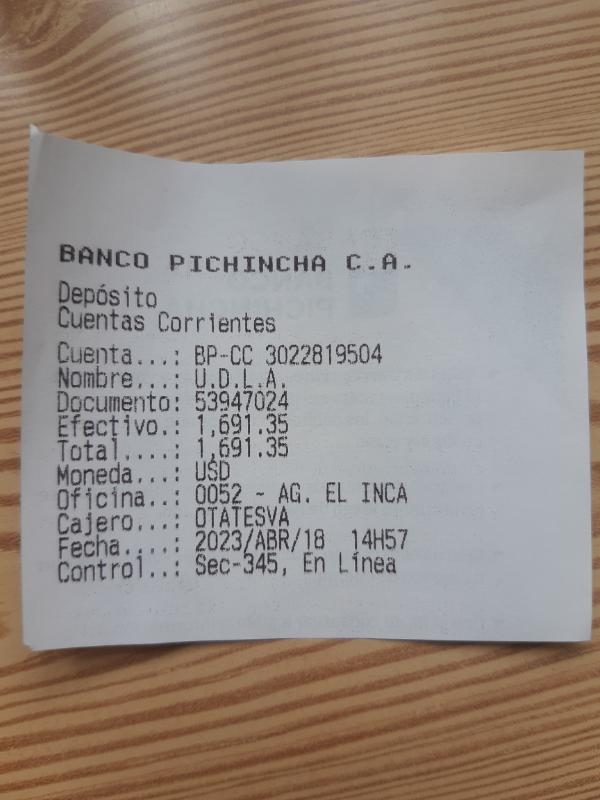 BANCO PICHINCHA C.A.
Depósito
Cuentas Corrientes
Cuenta...: BP-CC 3022819504
Nombre...: U.D.L.A.
Documento: 53947024
Efectivo.: 1,691.35
Total....: 1,691.35
Moneda...: USD
Oficina..: 0052 - AG. EL INCA
Cajero...: OTATESVA
Fecha....: 2023/ABR/18 14H57
Control..: Sec-345, En Línea